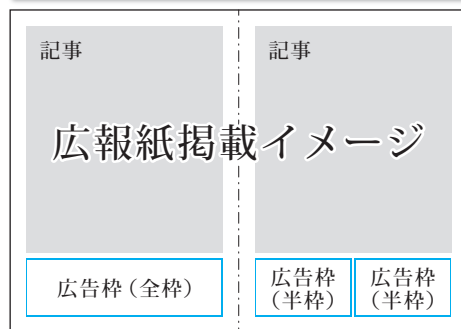 記事
記事
広報紙掲載イメージ
広告枠（全枠）
広告枠
（半枠）
広告枠
（半枠）